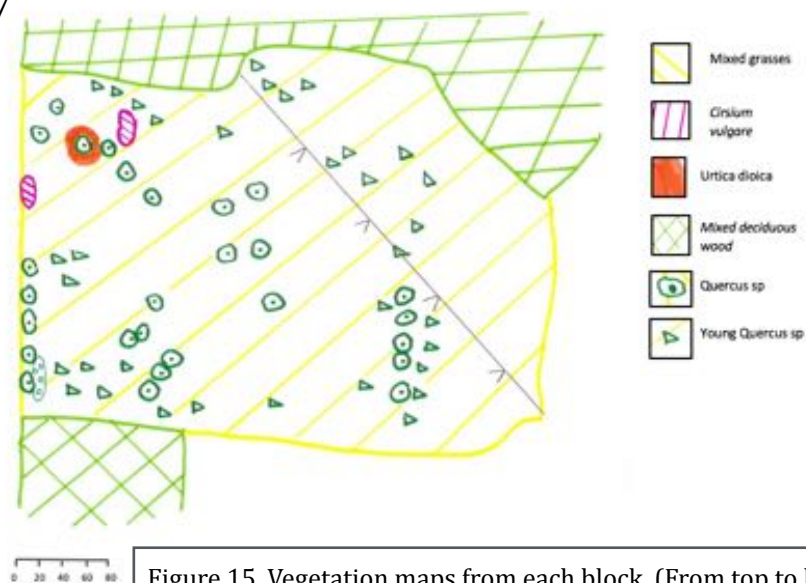 Mixed grasses
Cirsium
vulgare
Urtica dioica
Mixed deciduous
wood
Quercus sp
Young Quercus sp
0 20 40 60 80
Figure 15. Vegetation maps from each block. (From top to